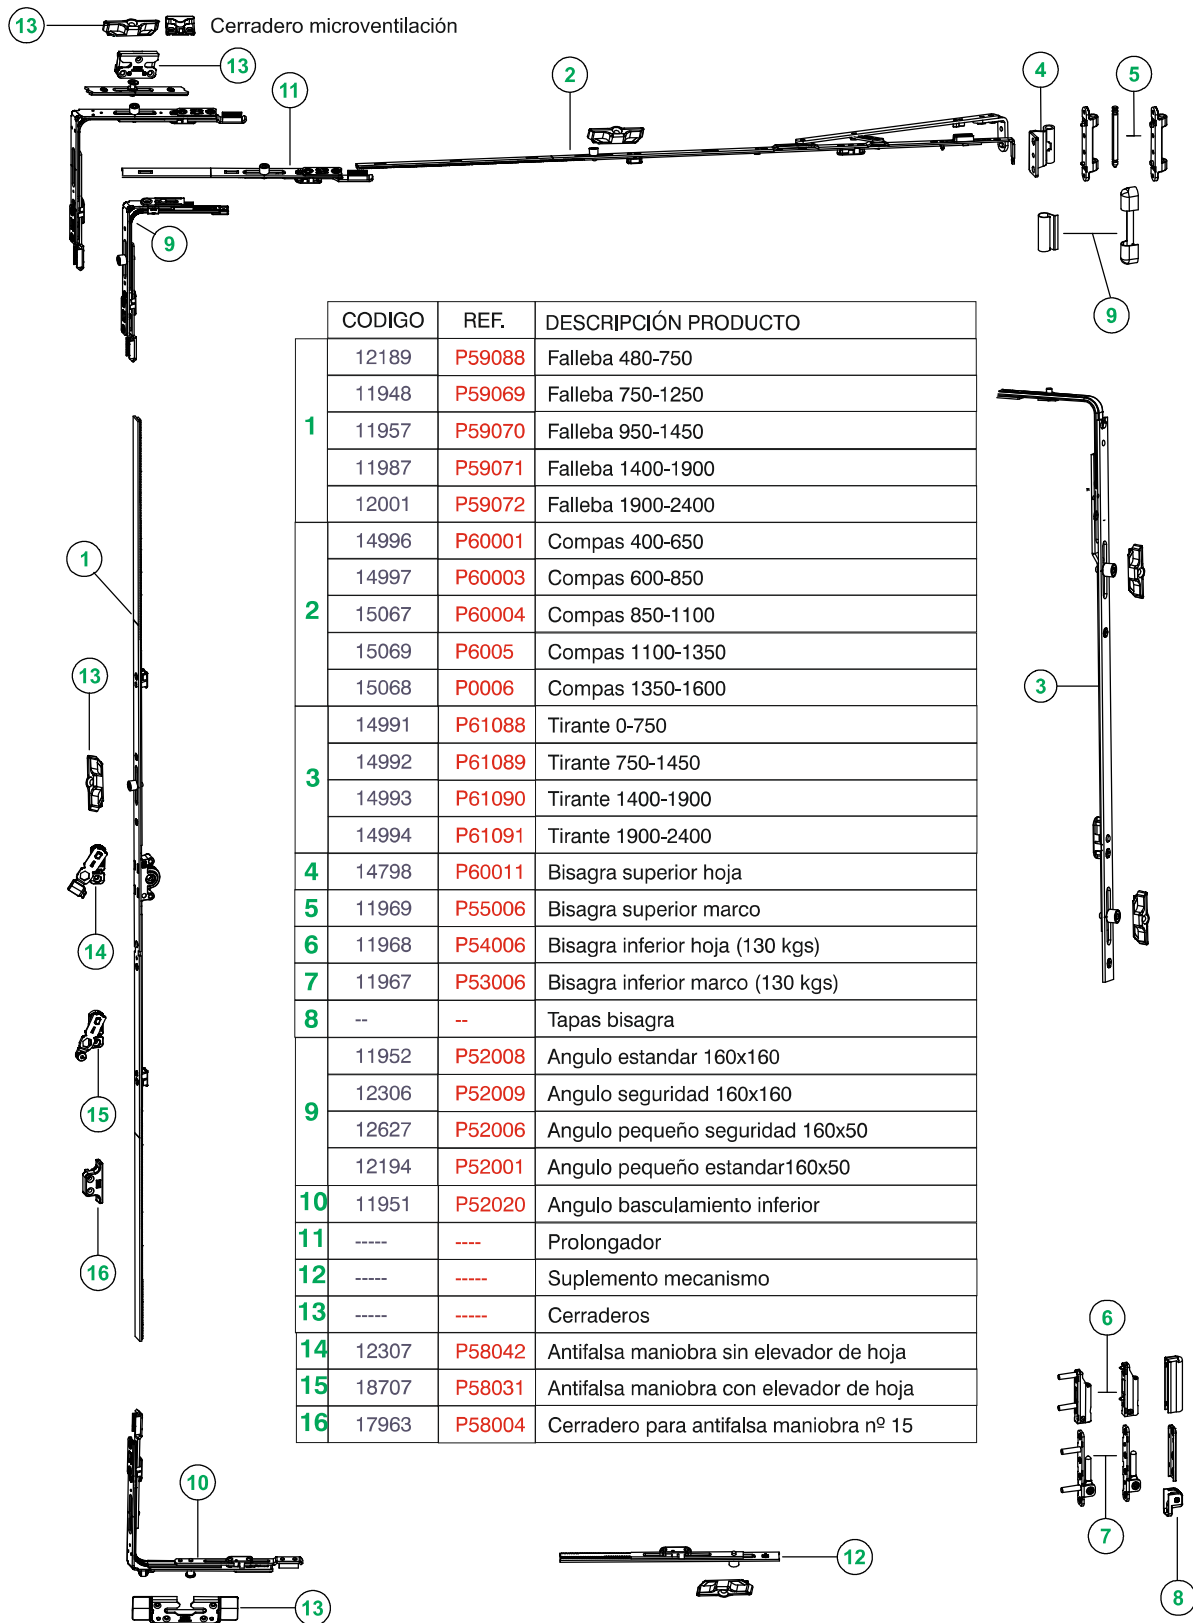 13 Cerradero microventilación
13
2
11
4
5
9
9
CODIGO REF. DESCRIPCIÓN PRODUCTO
1
12189 P59088 Falleba 480-750
11948 P59069 Falleba 750-1250
11957 P59070 Falleba 950-1450
11987 P59071 Falleba 1400-1900
12001 P59072 Falleba 1900-2400
2
14996 P60001 Compas 400-650
14997 P60003 Compas 600-850
15067 P60004 Compas 850-1100
15069 P6005 Compas 1100-1350
15068 P0006 Compas 1350-1600
3
14991 P61088 Tirante 0-750
14992 P61089 Tirante 750-1450
14993 P61090 Tirante 1400-1900
14994 P61091 Tirante 1900-2400
4 14798 P60011 Bisagra superior hoja
5 11969 P55006 Bisagra superior marco
6 11968 P54006 Bisagra inferior hoja (130 kgs)
7 11967 P53006 Bisagra inferior marco (130 kgs)
8 -- -- Tapas bisagra
9
11952 P52008 Angulo estandar 160x160
12306 P52009 Angulo seguridad 160x160
12627 P52006 Angulo pequeño seguridad 160x50
12194 P52001 Angulo pequeño estandar160x50
10 11951 P52020 Angulo basculamiento inferior
11 ----- ---- Prolongador
12 ----- ----- Suplemento mecanismo
13 ----- ----- Cerraderos
14 12307 P58042 Antifalsa maniobra sin elevador de hoja
15 18707 P58031 Antifalsa maniobra con elevador de hoja
16 17963 P58004 Cerradero para antifalsa maniobra nº 15
1
13
14
15
16
3
6
7
8
10
12
13